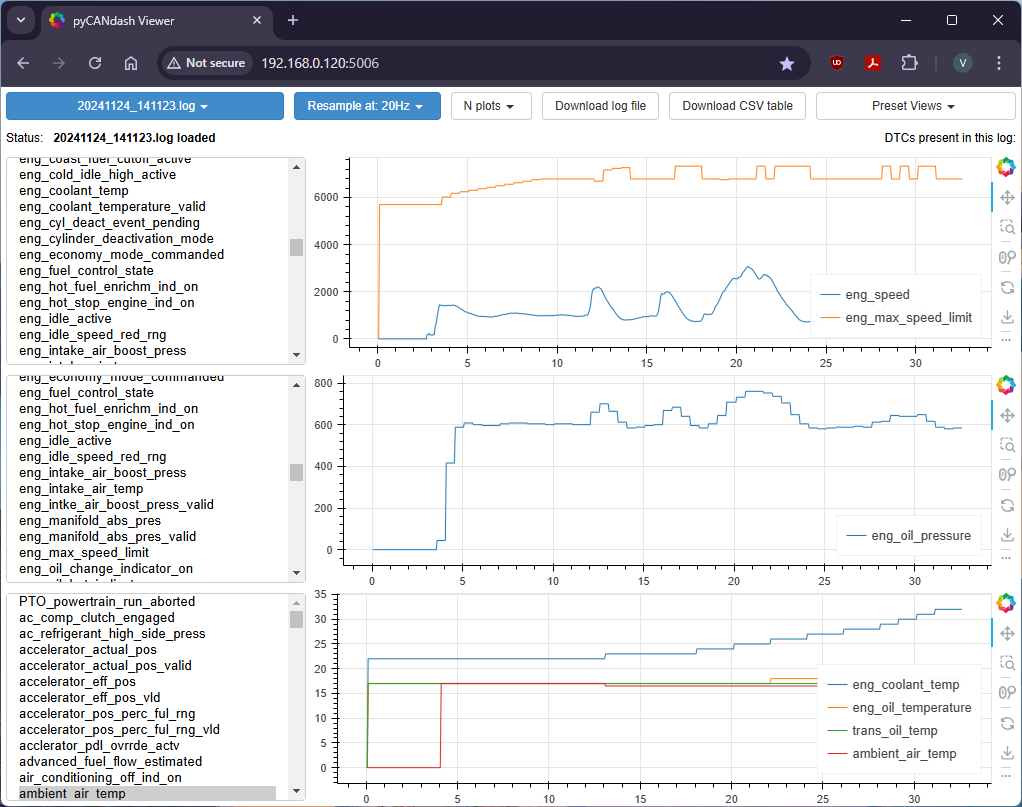 pyCANdash Viewer
Not secure 192.168.0.120:5006
V
20241124_141123.log
Resample at: 20Hz
N plots
Download log file
Download CSV table
Preset Views
Status: 20241124_141123.log loaded
DTCs present in this log:
eng_coast_fuel_cutoff_active
eng_cold_idle_high_active
eng_coolant_temp
eng_coolant_temperature_valid
eng_cyl_deact_event_pending
eng_cylinder_deactivation_mode
eng_economy_mode_commanded
eng_fuel_control_state
eng_hot_fuel_enrichm_ind_on
eng_hot_stop_engine_ind_on
eng_idle_active
eng_idle_speed_red_rng
eng_intake_air_boost_press
6000
4000
2000
0
0 5 10 15 20 25 30
eng_speed
eng_max_speed_limit
eng_economy_mode_commanded
eng_fuel_control_state
eng_hot_fuel_enrichm_ind_on
eng_hot_stop_engine_ind_on
eng_idle_active
eng_idle_speed_red_rng
eng_intake_air_boost_press
eng_intake_air_temp
eng_intke_air_boost_press_valid
eng_manifold_abs_pres
eng_manifold_abs_pres_valid
eng_max_speed_limit
eng_oil_change_indicator_on
800
600
400
200
0
0 5 10 15 20 25 30
eng_oil_pressure
PTO_powertrain_run_aborted
ac_comp_clutch_engaged
ac_refrigerant_high_side_press
accelerator_actual_pos
accelerator_actual_pos_valid
accelerator_eff_pos
accelerator_eff_pos_vld
accelerator_pos_perc_ful_rng
accelerator_pos_perc_ful_rng_vld
acclerator_pdl_ovrrde_actv
advanced_fuel_flow_estimated
air_conditioning_off_ind_on
ambient_air_temp
35
30
25
20
15
10
5
0
0 5 10 15 20 25 30
eng_coolant_temp
eng_oil_temperature
trans_oil_temp
ambient_air_temp